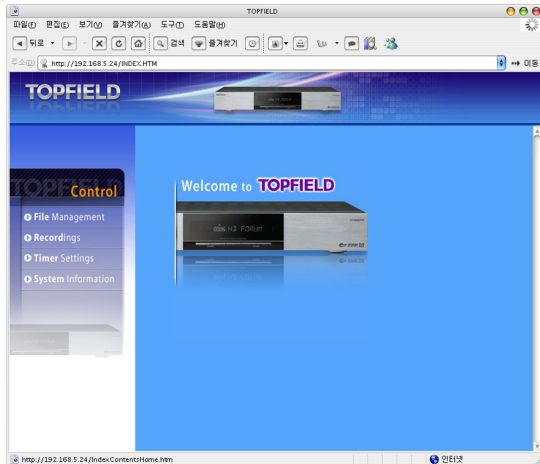 TOPFIELD
파일(F) 편집(E) 보기(V) 즐겨찾기(A) 도구(T) 도움말(H)
뒤로 검색 즐겨찾기
주소(D) http://192.168.5.24/INDEX.HTM 이동
TOPFIELD
TOPFIELD
Control
File Management
Recordings
Timer Settings
System Information
Welcome to TOPFIELD
http://192.168.5.24/IndexContentsHome.htm 인터넷